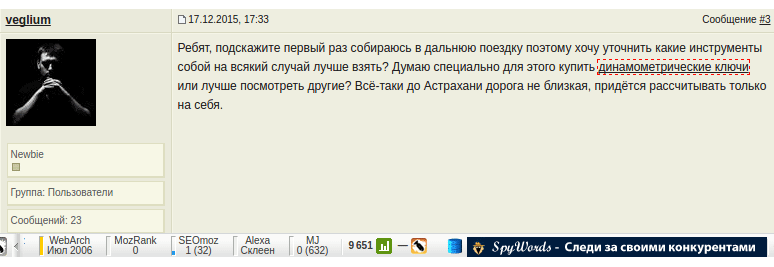 veglium
17.12.2015, 17:33
Сообщение #3
Ребят, подскажите первый раз собираюсь в дальнюю поездку поэтому хочу уточнить какие инструменты
собой на всякий случай лучше взять? Думаю специально для этого купить динамометрические ключи
или лучше посмотреть другие? Всё-таки до Астрахани дорога не близкая, придётся рассчитывать только
на себя.
Newbie
Группа: Пользователи
Сообщений: 23
WebArch
Июл 2006
MozRank
0
SEOmoz
1 (32)
Alexa
Склеен
MJ
0 (632)
9 651
—
SpyWords - Следи за своими конкурентами